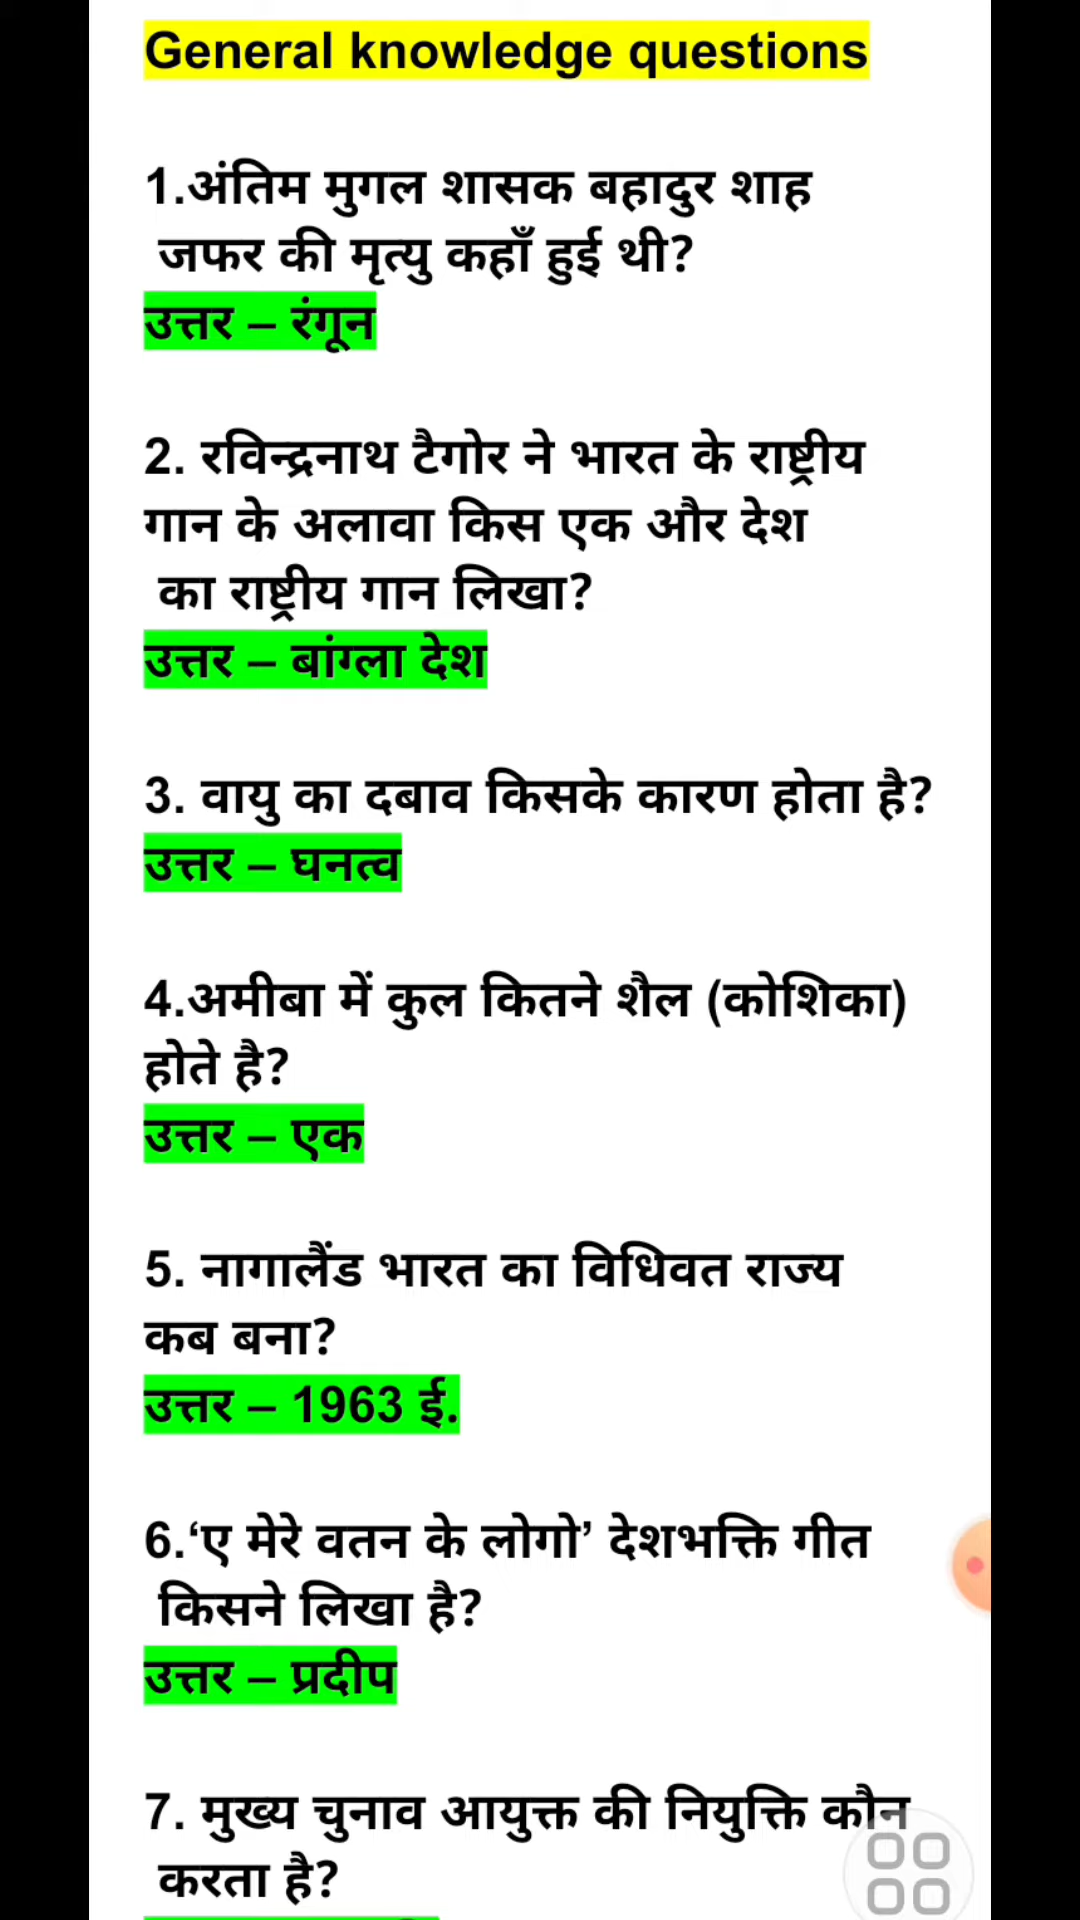 General knowledge questions
1.अंतिम मुगल शासक बहादुर शाह
जफर की मृत्यु कहाँ हुई थी?
उत्तर – रंगून
2. रविन्द्रनाथ टैगोर ने भारत के राष्ट्रीय
गान के अलावा किस एक और देश
का राष्ट्रीय गान लिखा?
उत्तर – बांग्ला देश
3. वायु का दबाव किसके कारण होता है?
उत्तर – घनत्व
4.अमीबा में कुल कितने शैल (कोशिका)
होते है?
उत्तर – एक
5. नागालैंड भारत का विधिवत राज्य
कब बना?
उत्तर – 1963 ई.
6.‘ए मेरे वतन के लोगो’ देशभक्ति गीत
किसने लिखा है?
उत्तर – प्रदीप
7. मुख्य चुनाव आयुक्त की नियुक्ति कौन
करता है?